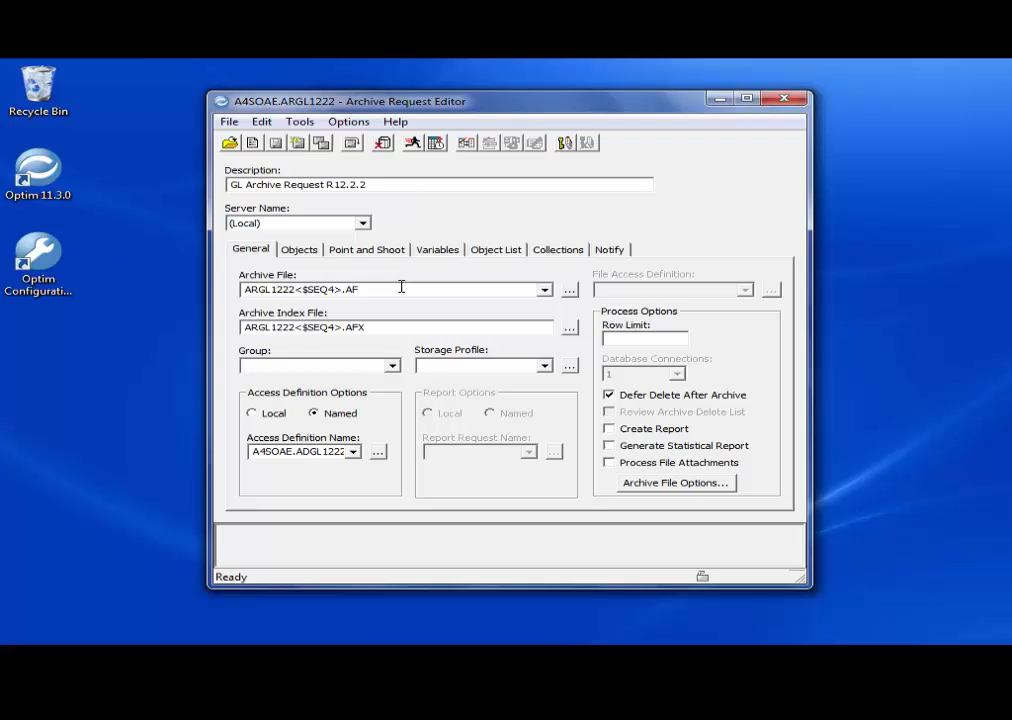 Recycle Bin
Optim 11.3.0
Optim
Configurati...
A4SOAE.ARGL1222 - Archive Request Editor
File Edit Tools Options Help
Description:
GL Archive Request R12.2.2
Server Name:
(Local)
General Objects Point and Shoot Variables Object List Collections Notify
Archive File:
ARGL1222<$SEQ4>.AF
...
Archive Index File:
ARGL1222<$SEQ4>.AFX
...
Group:
Storage Profile:
...
Access Definition Options
Local Named
Access Definition Name:
A4SOAE.ADGL1222
...
Report Options
Local Named
Report Request Name:
...
File Access Definition:
...
Process Options
Row Limit:
Database Connections:
1
Defer Delete After Archive
Review Archive Delete List
Create Report
Generate Statistical Report
Process File Attachments
Archive File Options...
Ready